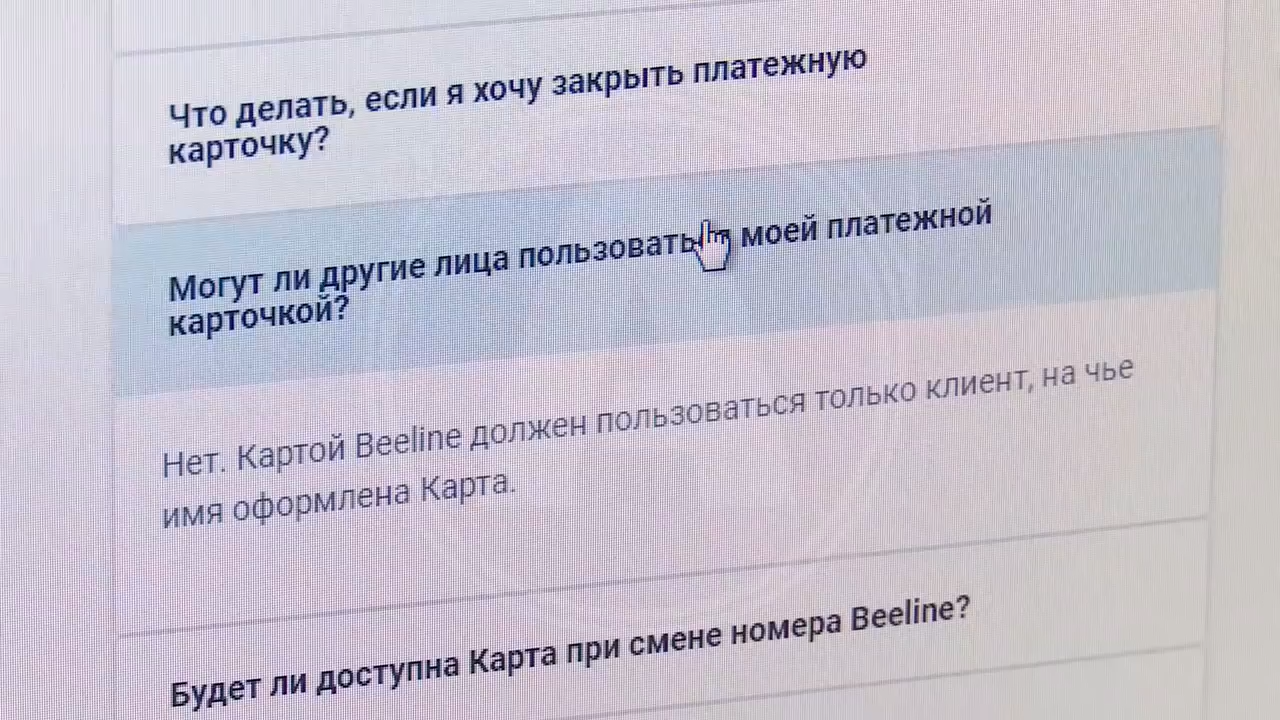 Что делать, если я хочу закрыть платежную
карточку?
Могут ли другие лица пользовать моей платежной
карточкой?
Нет. Картой Beeline должен пользоваться только клиент, на чье
имя оформлена Карта.
Будет ли доступна Карта при смене номера Beeline?